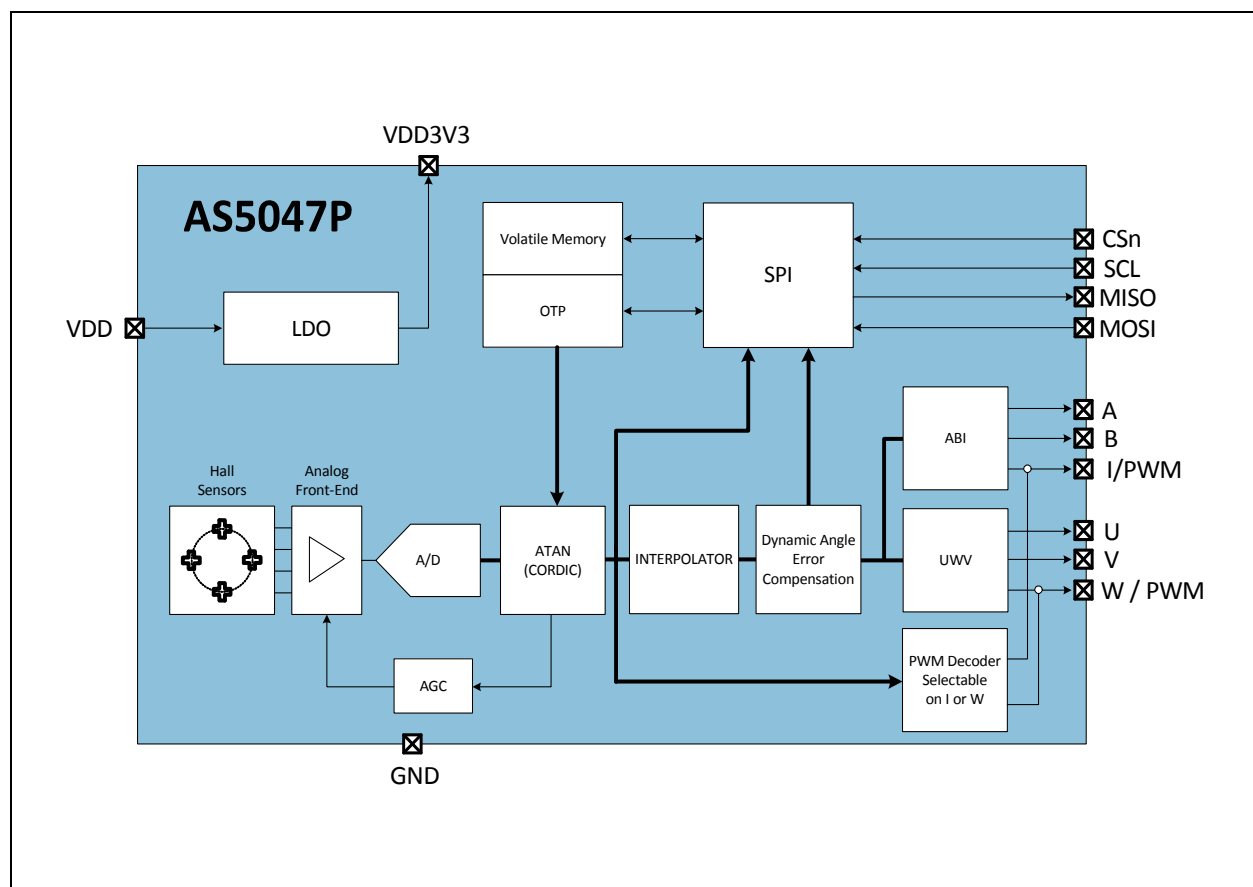 VDD3V3
AS5047P
Volatile Memory
OTP
SPI
CSn
SCL
MISO
MOSI
VDD
LDO
ABI
A
B
I/PWM
Hall
Sensors
Analog
Front-End
A/D
ATAN
(CORDIC)
INTERPOLATOR
Dynamic Angle
Error
Compensation
UWV
U
V
W / PWM
AGC
PWM Decoder
Selectable
on I or W
GND